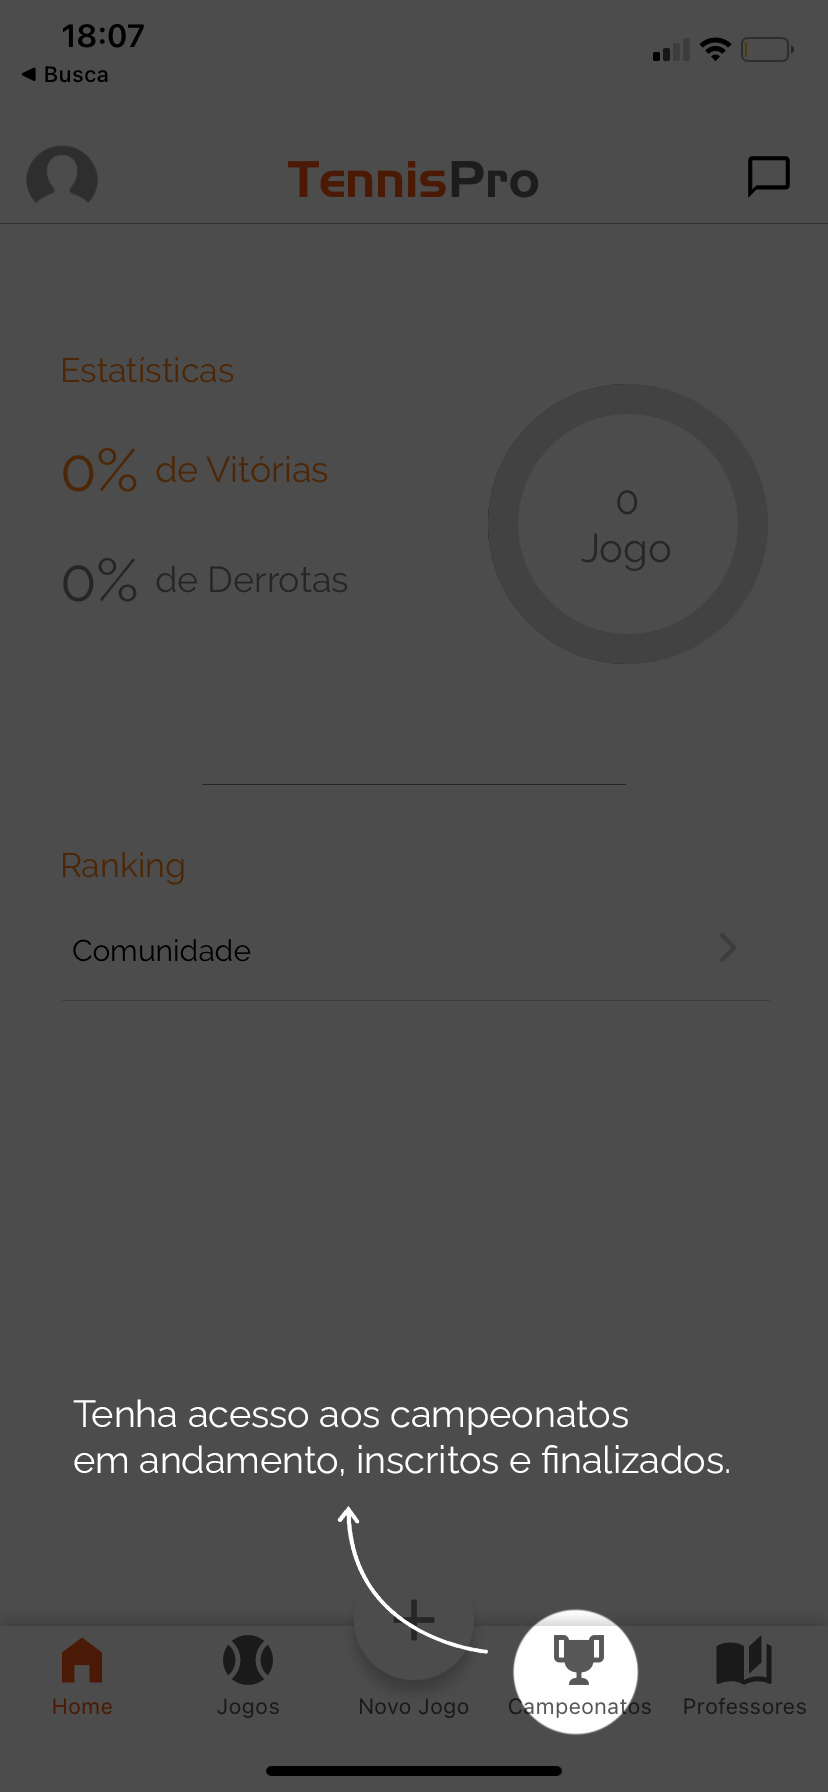 18:07
Busca
TennisPro
Estatísticas
0% de Vitórias
0% de Derrotas
0
Jogo
Ranking
Comunidade
Tenha acesso aos campeonatos
em andamento, inscritos e finalizados.
Home
Jogos
Novo Jogo
Campeonatos
Professores